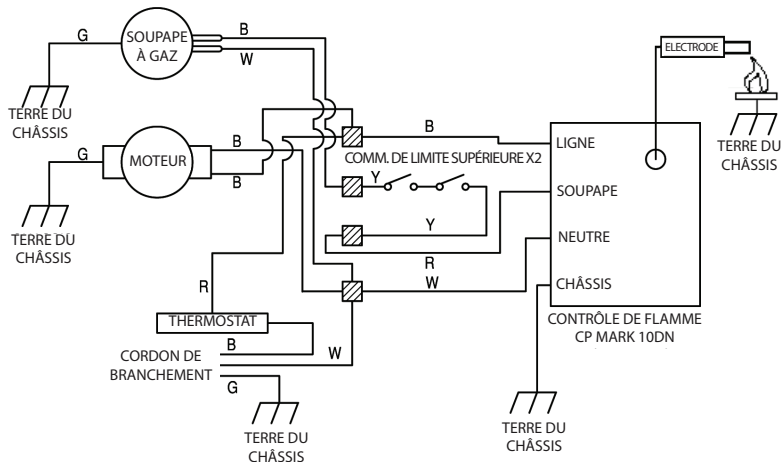 SOUPAPE
À GAZ
B
W
G
TERRE DU
CHÂSSIS
ELECTRODE
TERRE DU
CHÂSSIS
MOTEUR
G
B
B
TERRE DU
CHÂSSIS
B
LIGNE
COMM. DE LIMITE SUPÉRIEURE X2
Y
SOUPAPE
Y
NEUTRE
R
W
CHÂSSIS
R
THERMOSTAT
CONTRÔLE DE FLAMME
CP MARK 10DN
B
W
CORDON DE
BRANCHEMENT
G
TERRE DU
CHÂSSIS
TERRE DU
CHÂSSIS